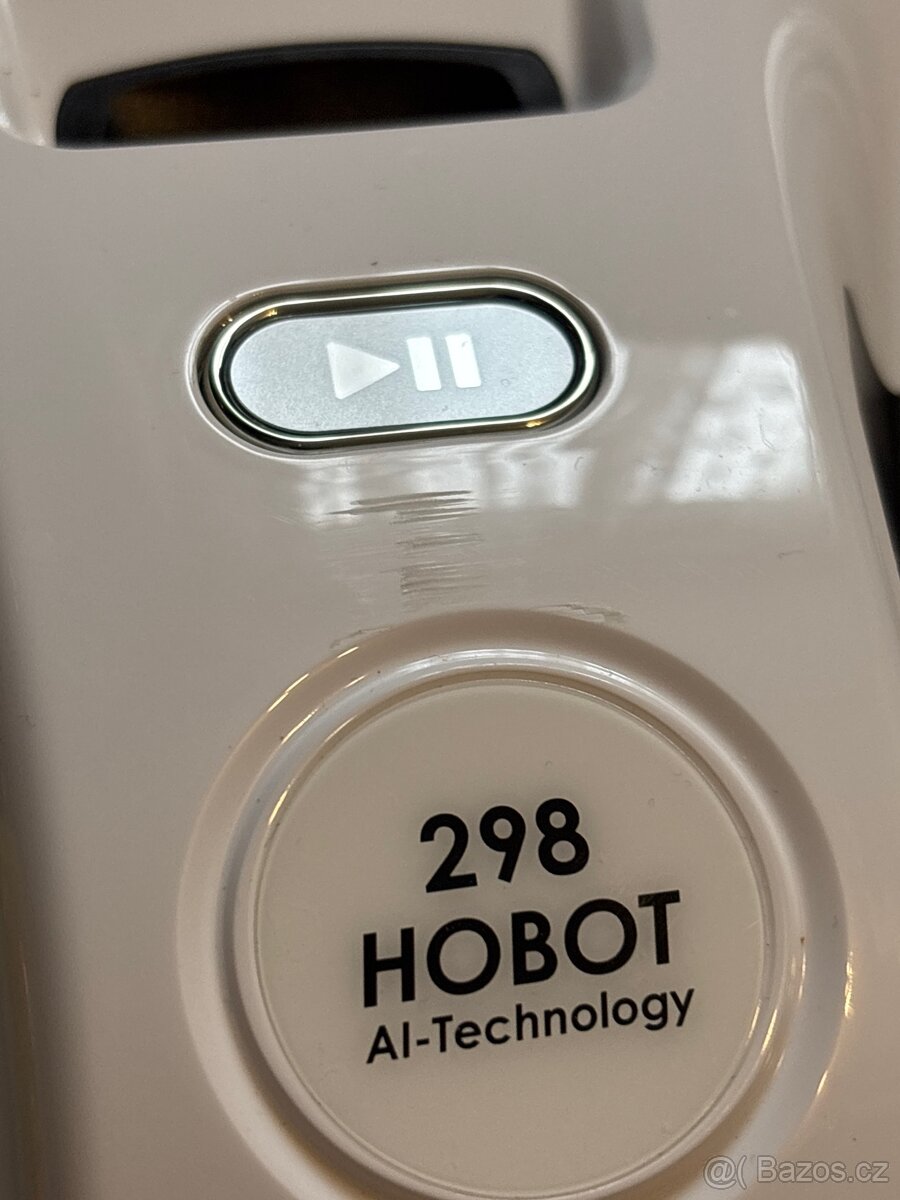 298
HOBOT
AI-Technology
@( Bazos.cz